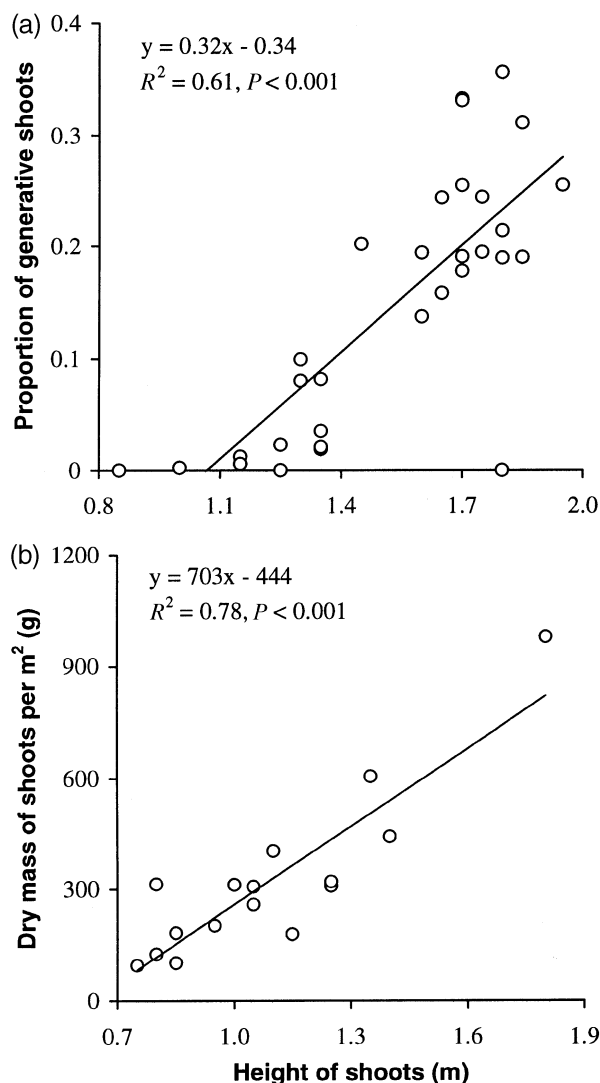 (a)
0.4
0.3
0.2
0.1
0
Proportion of generative shoots
y = 0.32x - 0.34
R² = 0.61, P < 0.001
0.8 1.1 1.4 1.7 2.0
(b)
1200
900
600
300
0
Dry mass of shoots per m² (g)
y = 703x - 444
R² = 0.78, P < 0.001
0.7 1.0 1.3 1.6 1.9
Height of shoots (m)